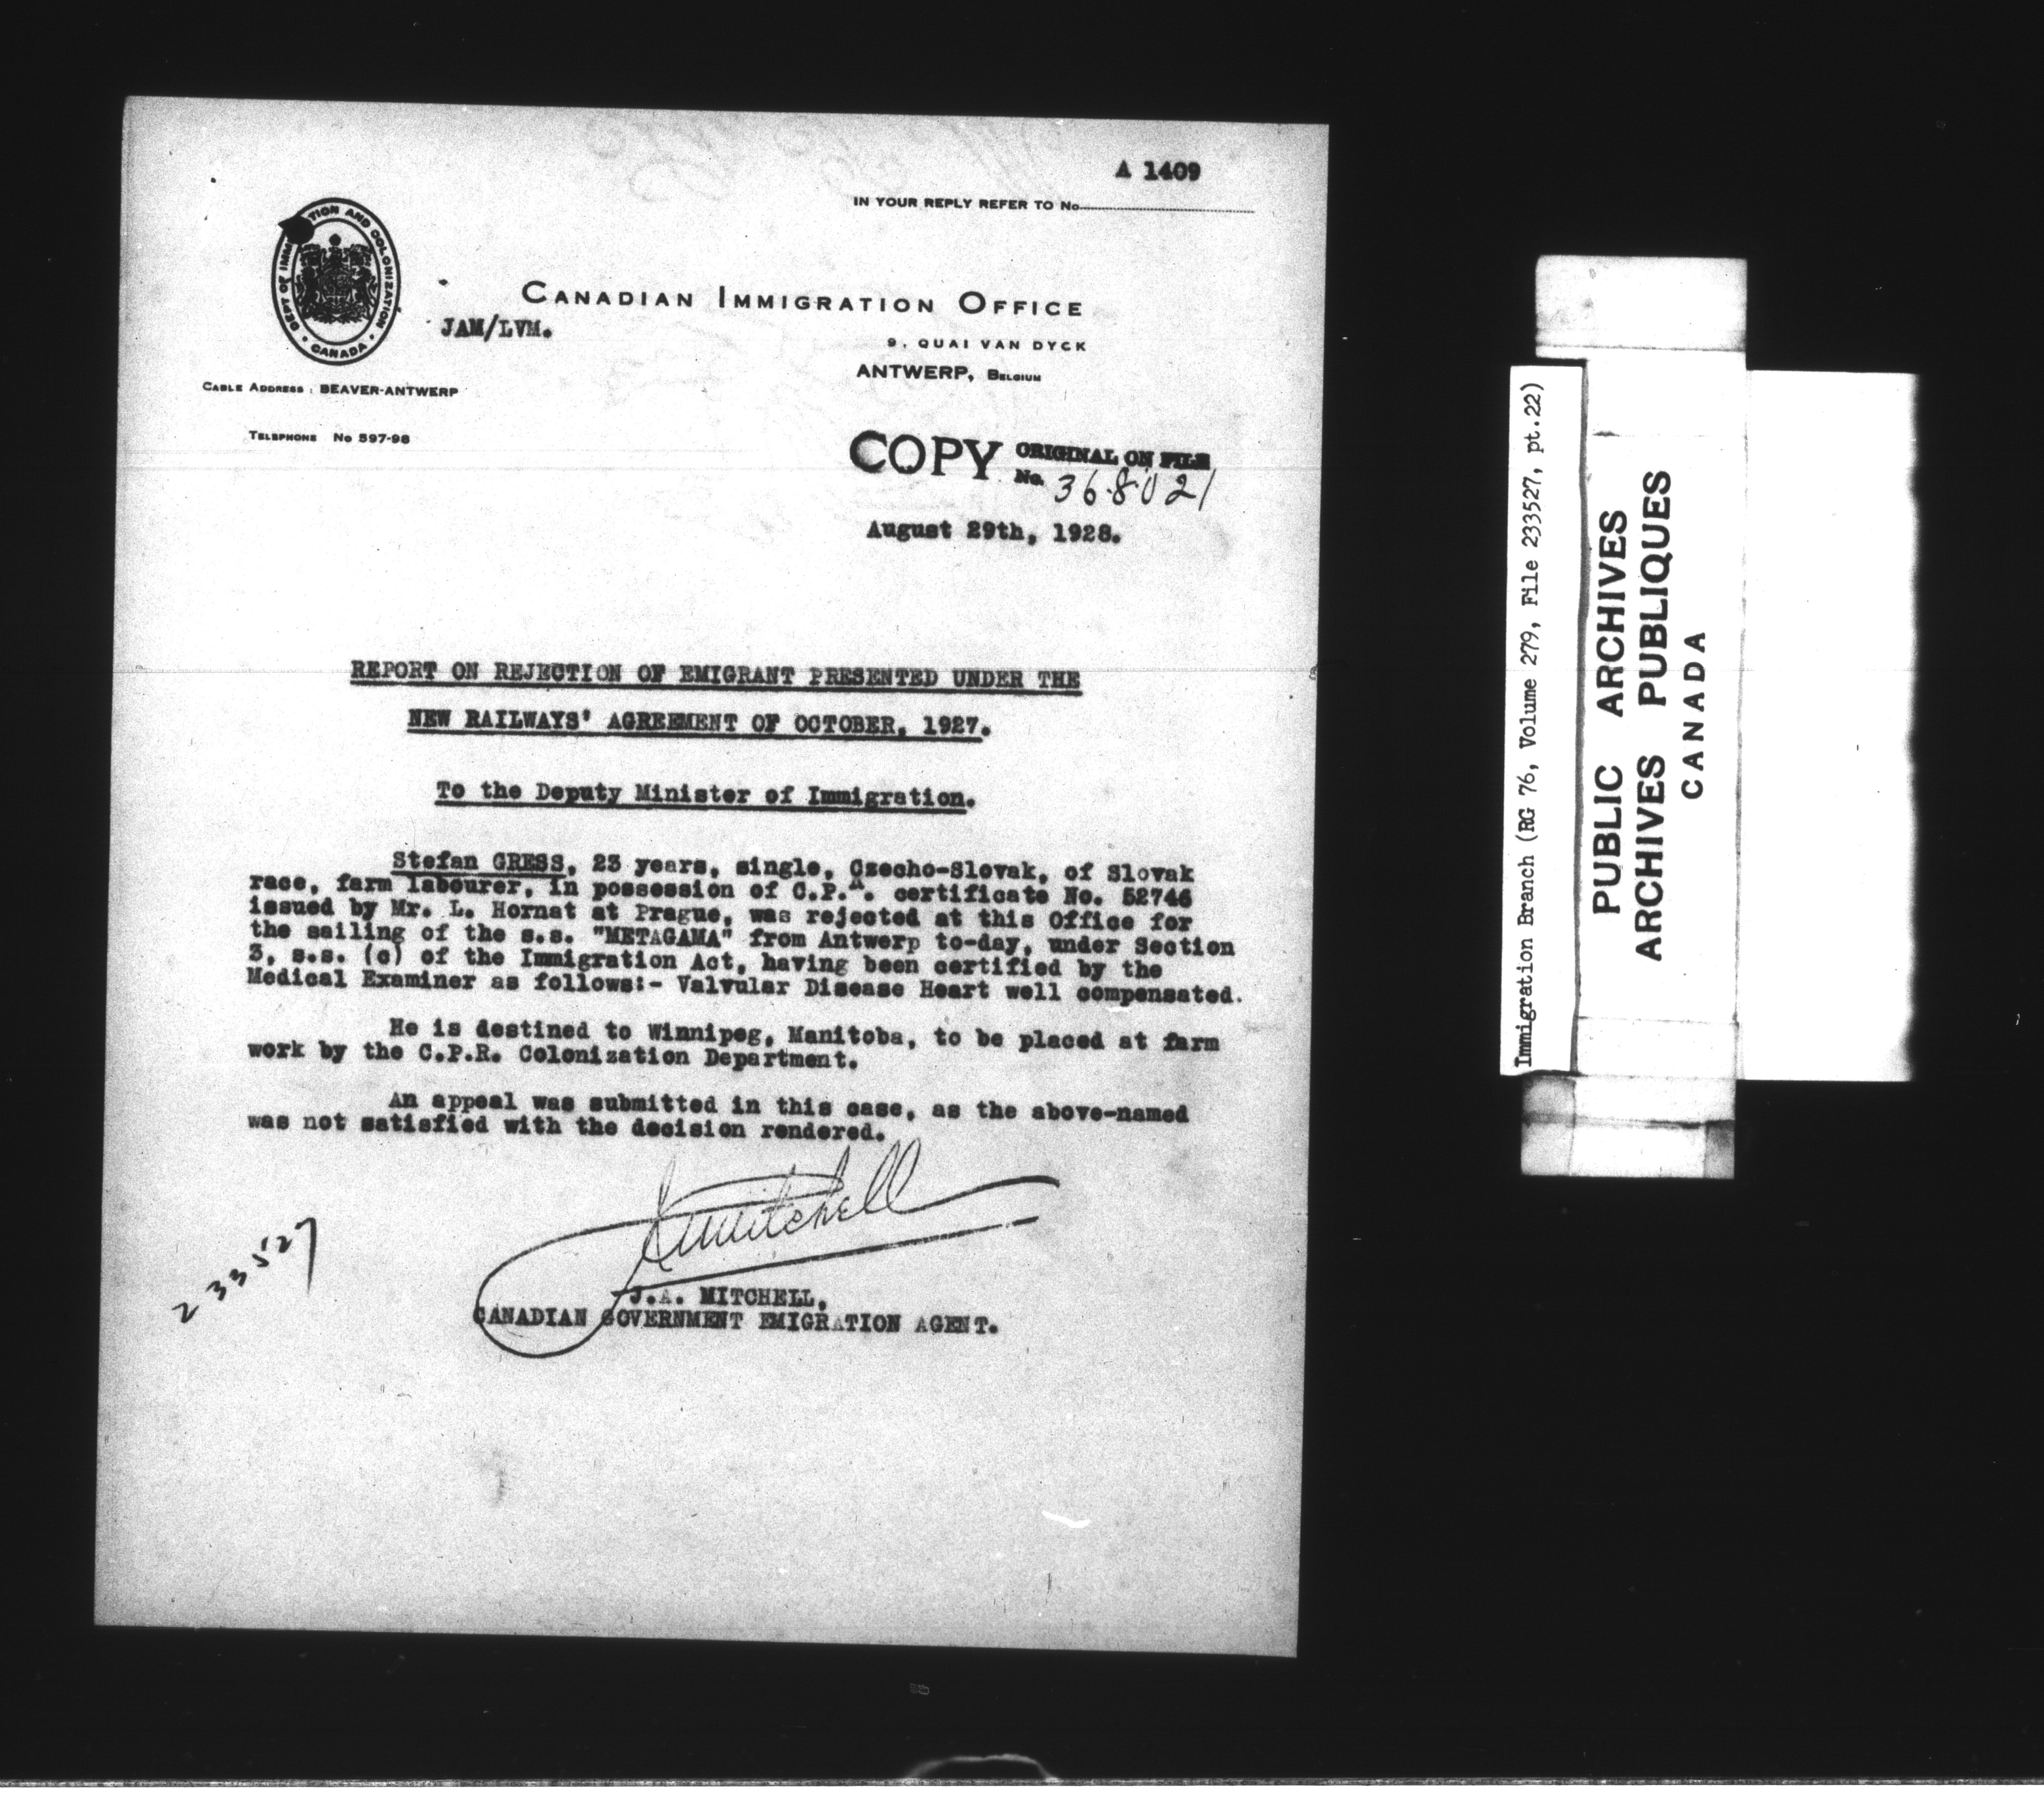 A 1409
IN YOUR REPLY REFER TO No
DEPT OF IMM TION AND COLONIZATION
CANADA
CANADIAN IMMIGRATION OFFICE
JAM/LVM.
9, QUAI VAN DYCK
ANTWERP, BELGIUM
CABLE ADDRESS : BEAVER-ANTWERP
TELEPHONE No 597-98
COPY ORIGINAL ON FILE
No. 368021
August 29th, 1928.
REPORT ON REJECTION OF EMIGRANT PRESENTED UNDER THE
NEW RAILWAYS' AGREEMENT OF OCTOBER, 1927.
To the Deputy Minister of Immigration.
Stefan GRESS, 23 years, single, Czecho-Slovak, of Slovak
race, farm labourer, in possession of C.P.A. certificate No. 52746
issued by Mr. L. Hornat at Prague, was rejected at this Office for
the sailing of the s.s. "METAGAMA" from Antwerp to-day, under Section
3, s.s. (c) of the Immigration Act, having been certified by the
Medical Examiner as follows:- Valvular Disease Heart well compensated.
He is destined to Winnipeg, Manitoba, to be placed at farm
work by the C.P.R. Colonization Department.
An appeal was submitted in this case, as the above-named
was not satisfied with the decision rendered.
JAMitchell
J.A. MITCHELL,
CANADIAN GOVERNMENT EMIGRATION AGENT.
233527
Immigration Branch (RG 76, Volume 279, File 233527, pt.22)
PUBLIC ARCHIVES
ARCHIVES PUBLIQUES
CANADA